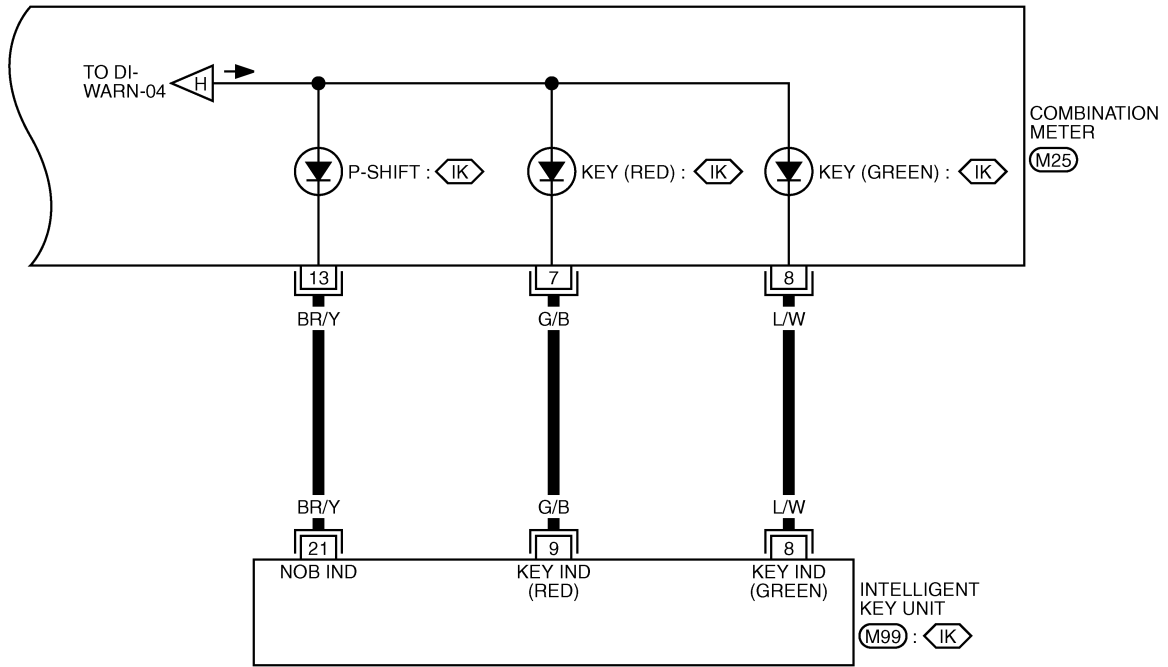 TO DI-
WARN-04
H
COMBINATION
METER
M25
P-SHIFT : IK
KEY (RED) : IK
KEY (GREEN) : IK
13
7
8
BR/Y
G/B
L/W
BR/Y
G/B
L/W
21
9
8
NOB IND
KEY IND
(RED)
KEY IND
(GREEN)
INTELLIGENT
KEY UNIT
M99 : IK